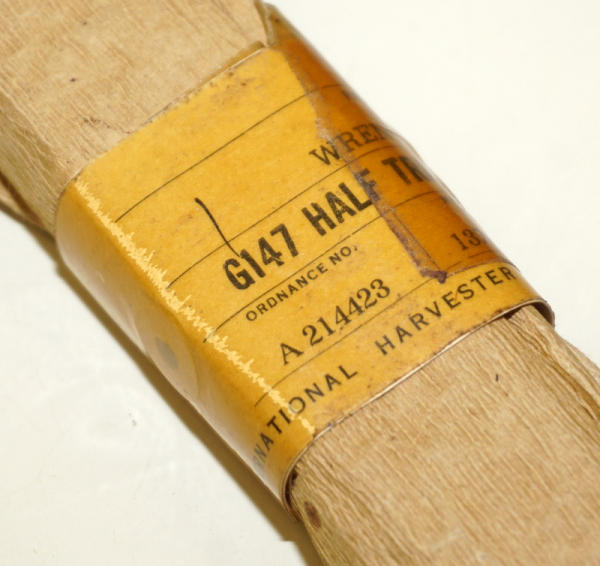 WREN
G147 HALF TR
ORDNANCE NO.
A 214423 13
NATIONAL HARVESTER